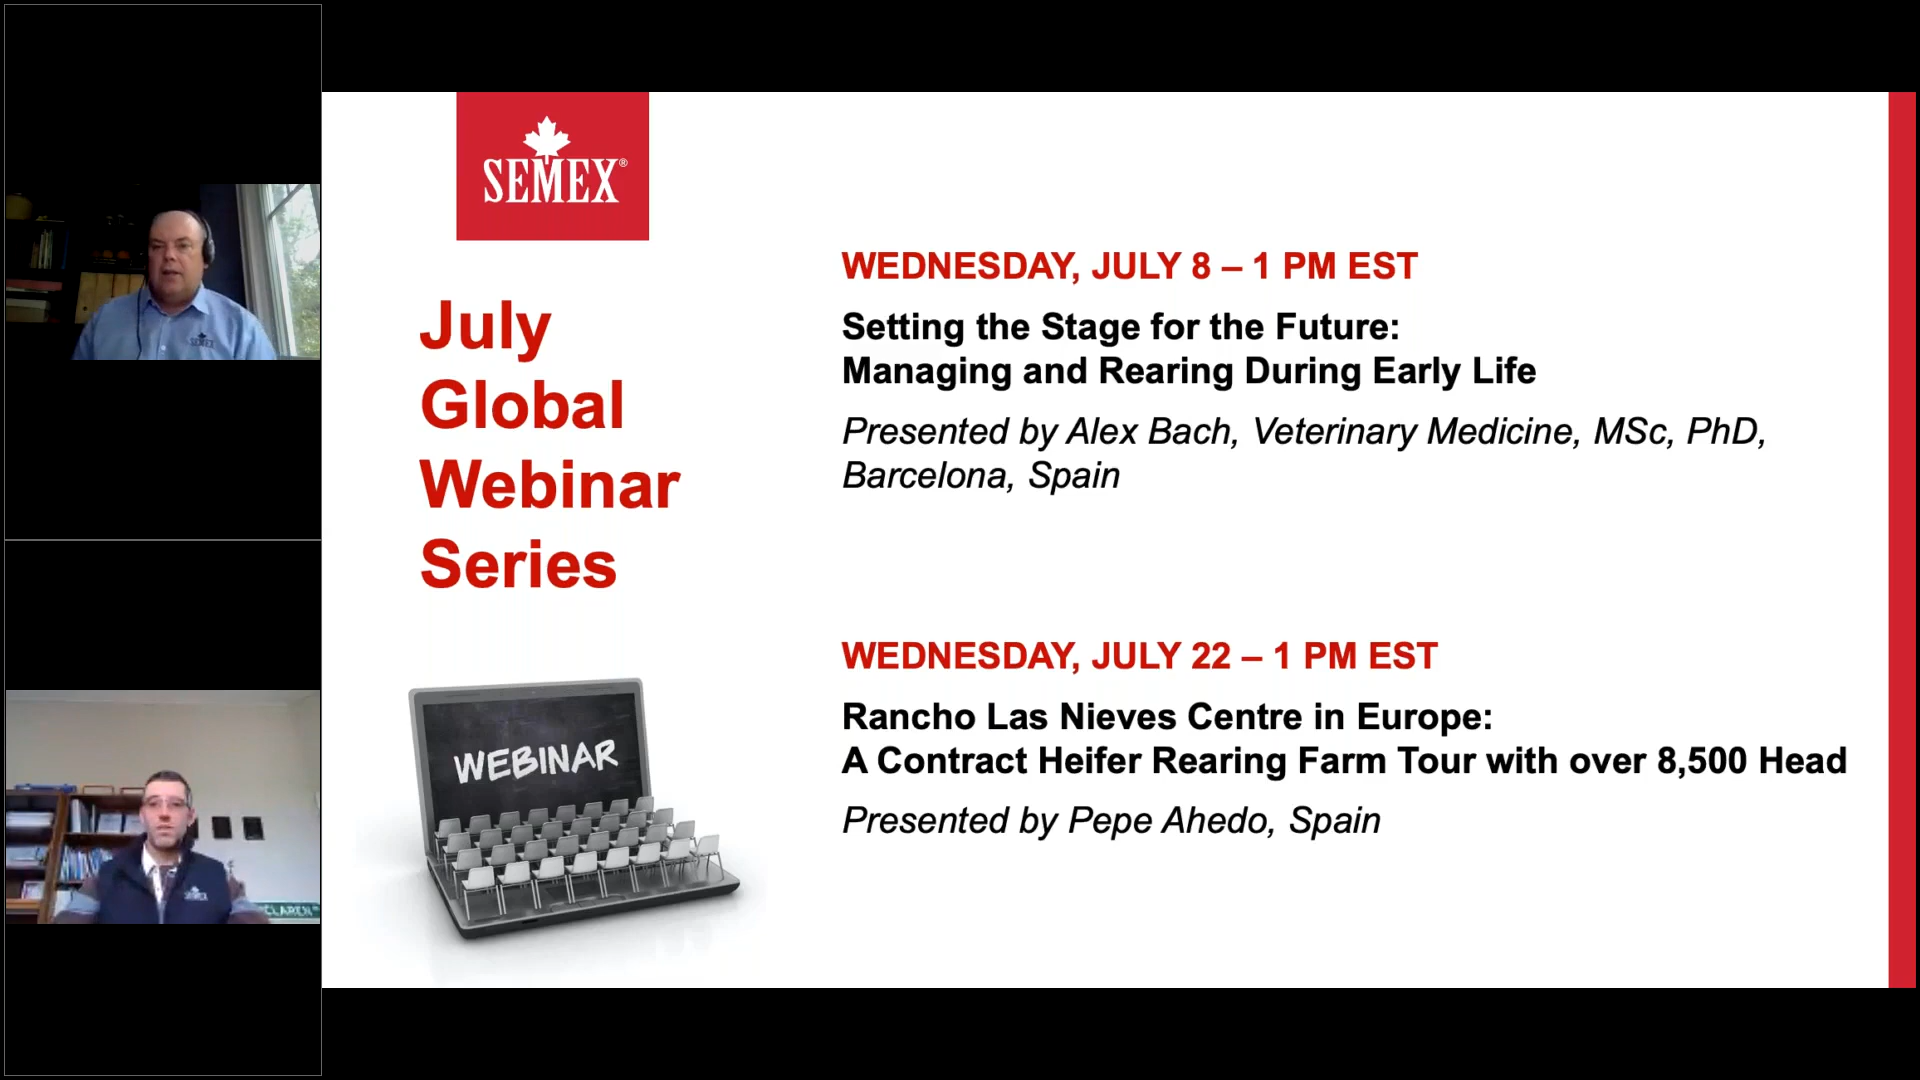 SEMEX®
July
Global
Webinar
Series
WEBINAR
WEDNESDAY, JULY 8 – 1 PM EST
Setting the Stage for the Future:
Managing and Rearing During Early Life
Presented by Alex Bach, Veterinary Medicine, MSc, PhD,
Barcelona, Spain
WEDNESDAY, JULY 22 – 1 PM EST
Rancho Las Nieves Centre in Europe:
A Contract Heifer Rearing Farm Tour with over 8,500 Head
Presented by Pepe Ahedo, Spain
SEMEX
SEMEX